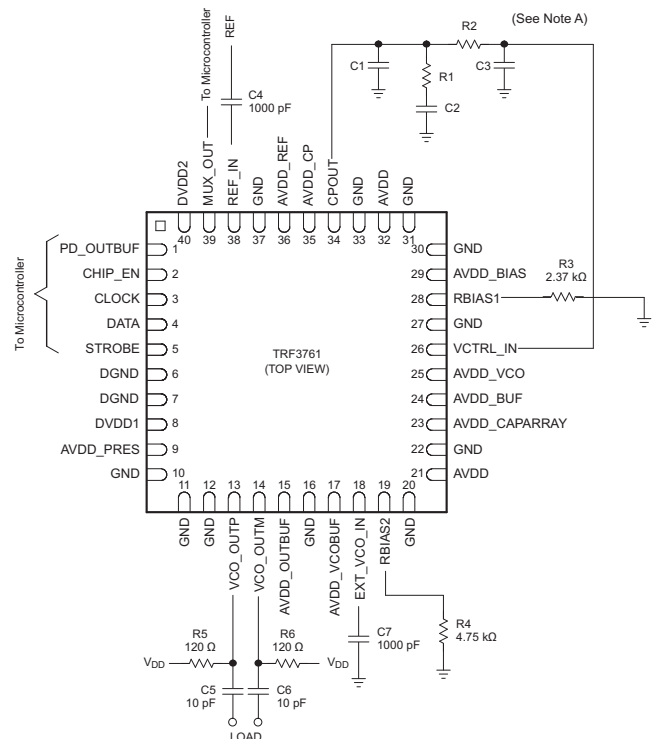 (See Note A)
R2
C1
R1
C3
C2
To Microcontroller
REF
C4
1000 pF
DVDD2
MUX_OUT
REF_IN
GND
AVDD_REF
AVDD_CP
CPOUT
GND
AVDD
GND
40
39
38
37
36
35
34
33
32
31
To Microcontroller
PD_OUTBUF 1
CHIP_EN 2
CLOCK 3
DATA 4
STROBE 5
DGND 6
DGND 7
DVDD1 8
AVDD_PRES 9
GND 10
TRF3761
(TOP VIEW)
30 GND
29 AVDD_BIAS
28 RBIAS1
27 GND
26 VCTRL_IN
25 AVDD_VCO
24 AVDD_BUF
23 AVDD_CAPARRAY
22 GND
21 AVDD
R3
2.37 kΩ
11
12
13
14
15
16
17
18
19
20
GND
GND
VCO_OUTP
VCO_OUTM
AVDD_OUTBUF
GND
AVDD_VCOBUF
EXT_VCO_IN
RBIAS2
GND
R5
120 Ω
R6
120 Ω
VDD
VDD
C7
1000 pF
R4
4.75 kΩ
C5
10 pF
C6
10 pF
LOAD